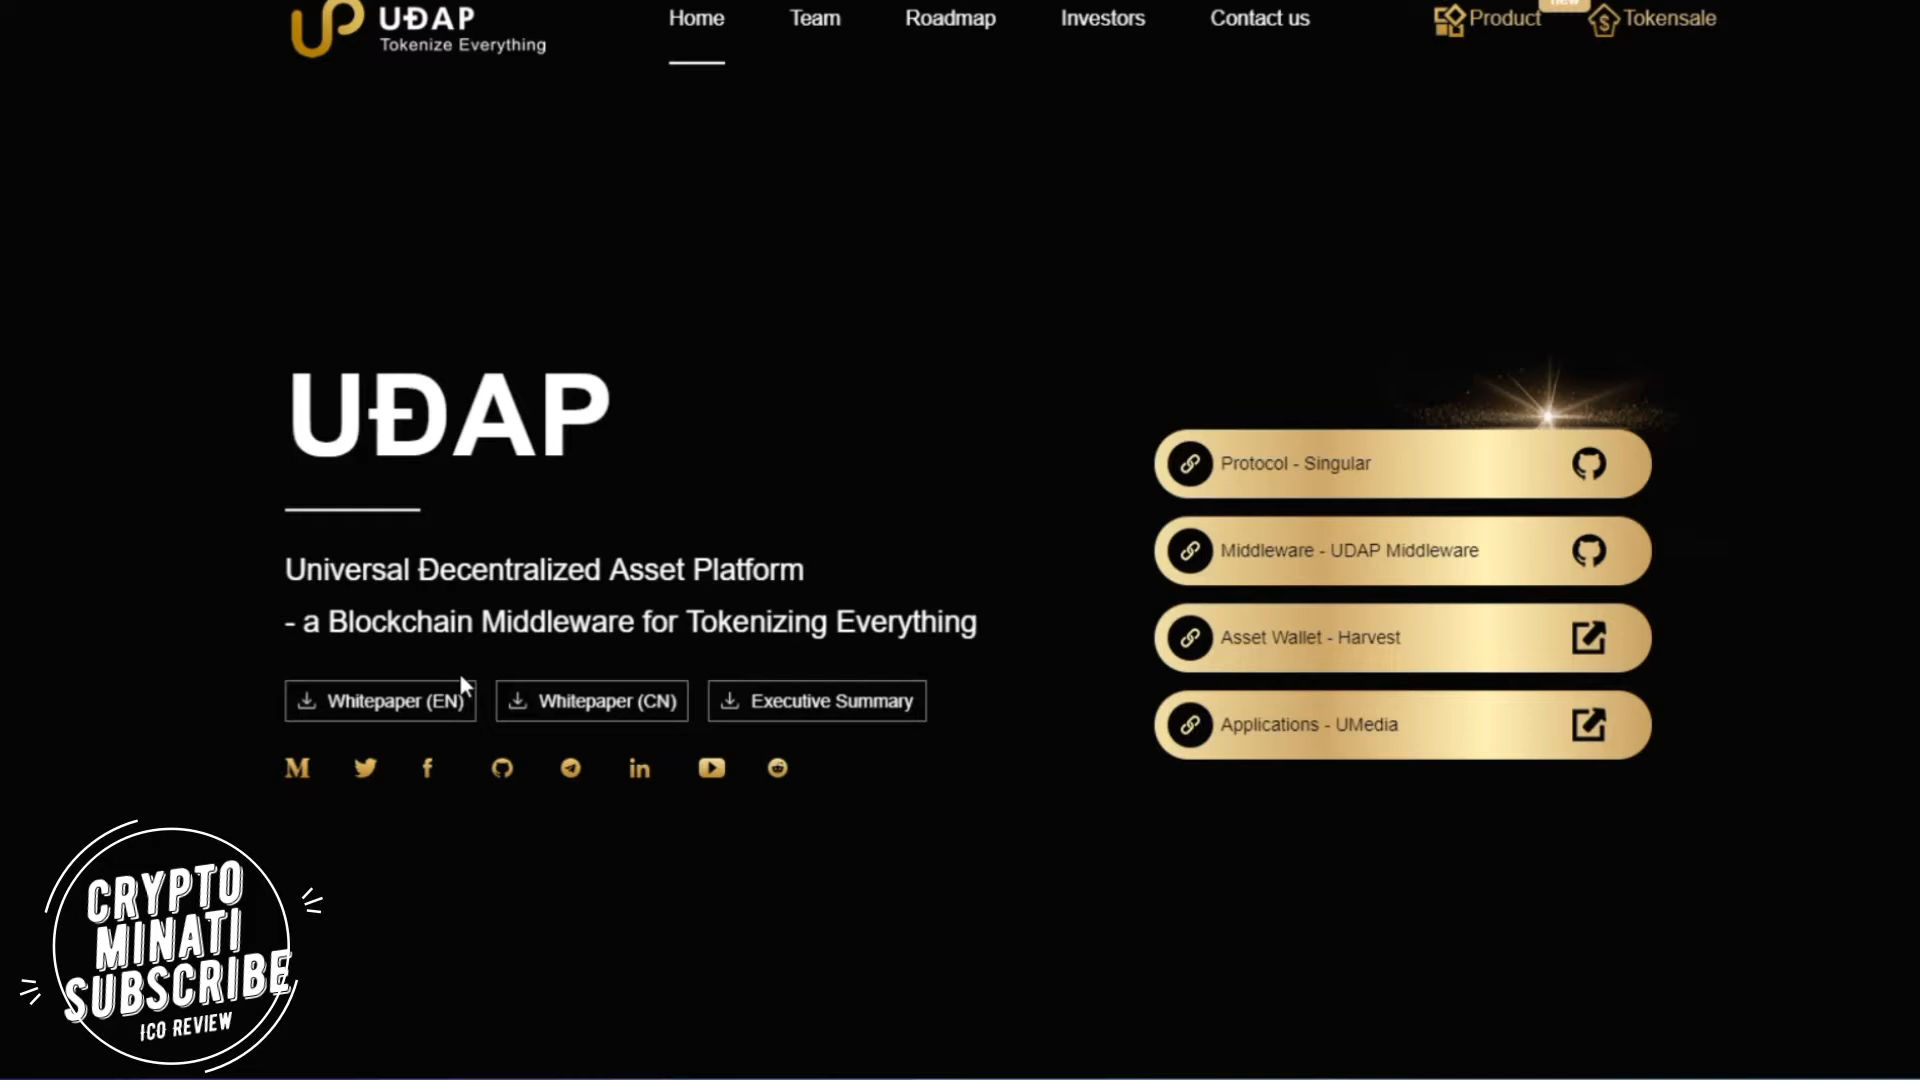 UĐAP
Tokenize Everything
Home
Team
Roadmap
Investors
Contact us
Product
Tokensale
UĐAP
Universal Đecentralized Asset Platform
- a Blockchain Middleware for Tokenizing Everything
Whitepaper (EN)
Whitepaper (CN)
Executive Summary
Protocol - Singular
Middleware - UDAP Middleware
Asset Wallet - Harvest
Applications - UMedia
CRYPTO
MINATI
SUBSCRIBE
ICO REVIEW